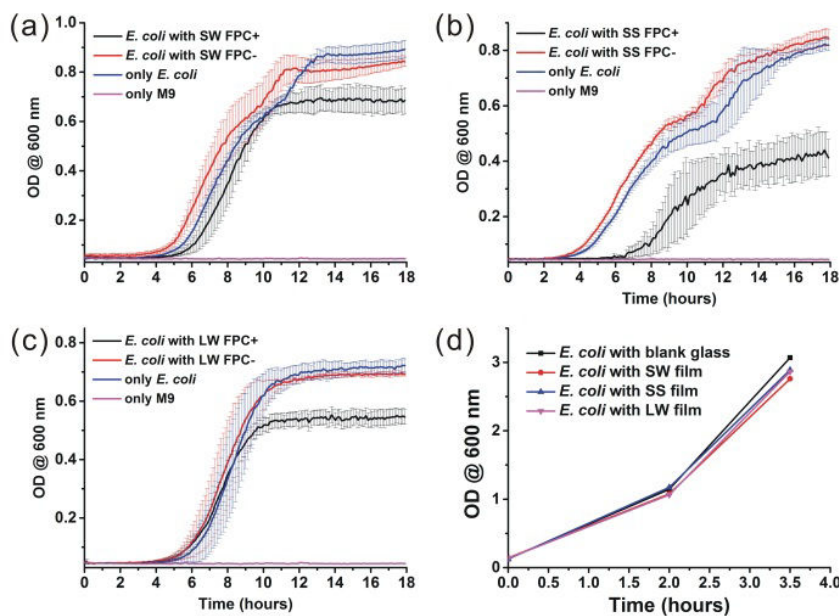 (a)
E. coli with SW FPC+
E. coli with SW FPC-
only E. coli
only M9
OD @ 600 nm
1.0
0.8
0.6
0.4
0.2
0 2 4 6 8 10 12 14 16 18
Time (hours)
(b)
E. coli with SS FPC+
E. coli with SS FPC-
only E. coli
only M9
OD @ 600 nm
0.8
0.6
0.4
0.2
0 2 4 6 8 10 12 14 16 18
Time (hours)
(c)
E. coli with LW FPC+
E. coli with LW FPC-
only E. coli
only M9
OD @ 600 nm
0.8
0.6
0.4
0.2
0 2 4 6 8 10 12 14 16 18
Time (hours)
(d)
E. coli with blank glass
E. coli with SW film
E. coli with SS film
E. coli with LW film
OD @ 600 nm
3
2
1
0
0.0 0.5 1.0 1.5 2.0 2.5 3.0 3.5 4.0
Time (hours)